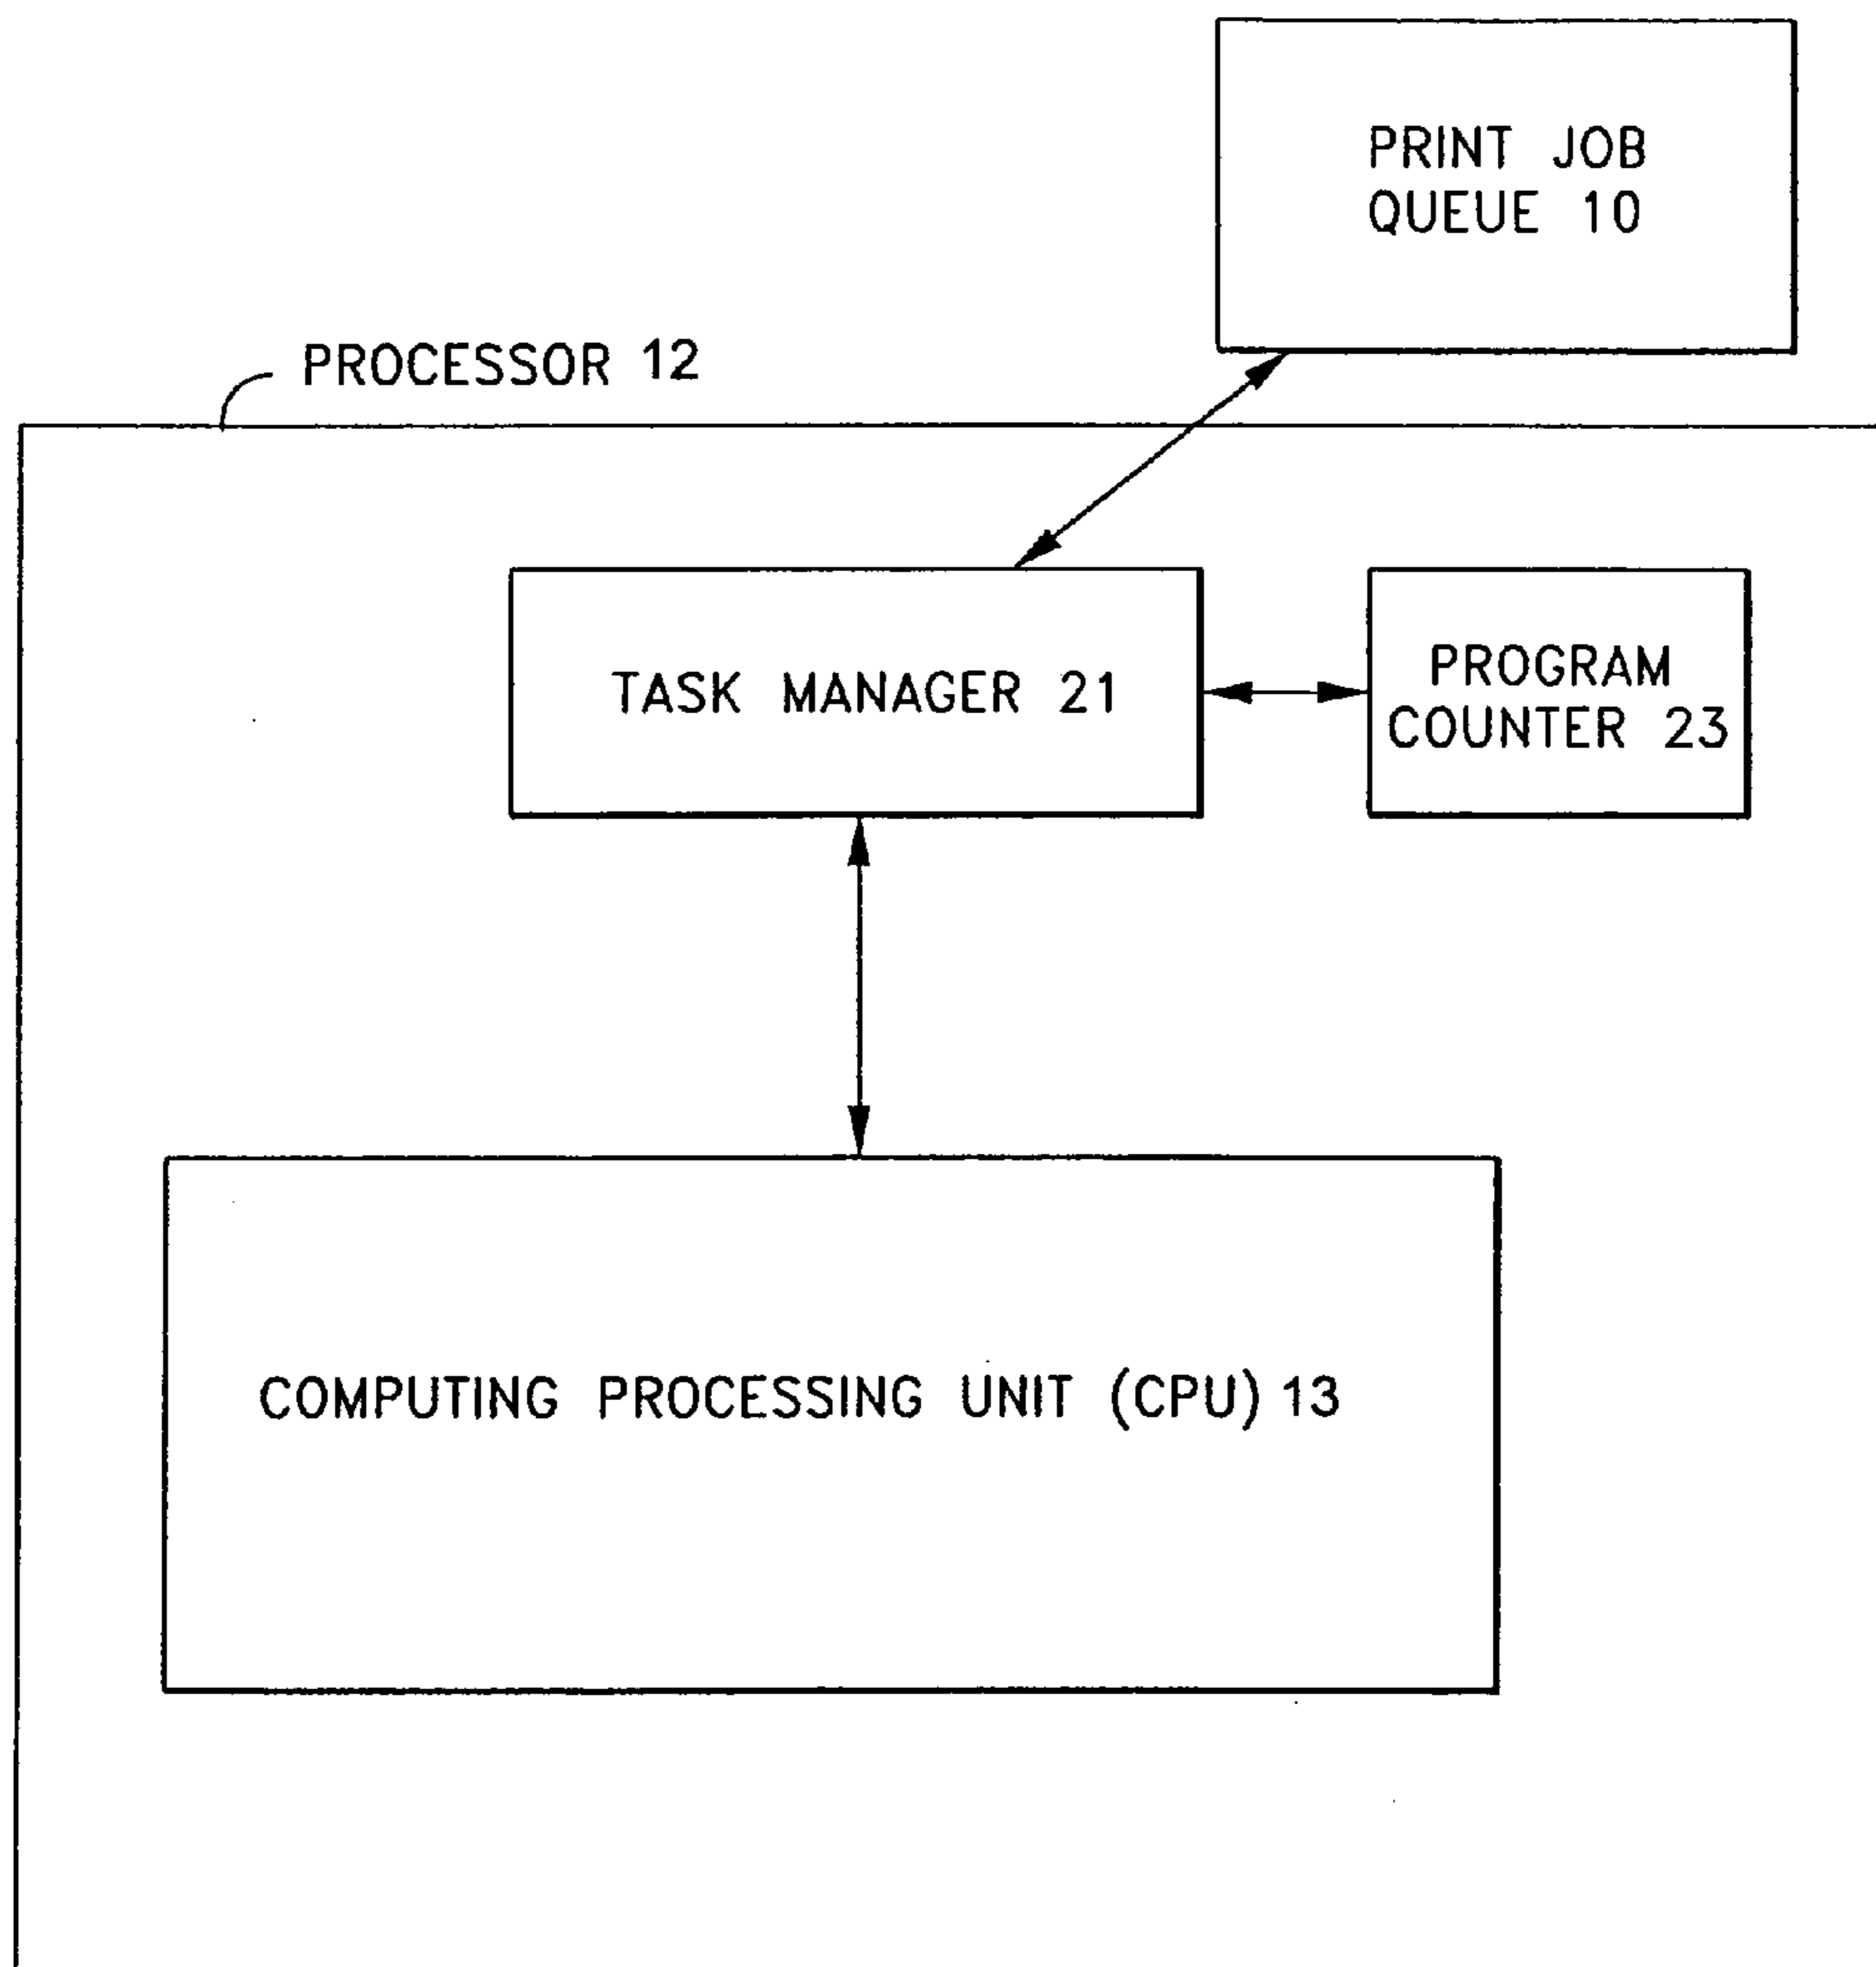 PRINT JOB
QUEUE 10
PROCESSOR 12
TASK MANAGER 21
PROGRAM
COUNTER 23
COMPUTING PROCESSING UNIT (CPU) 13